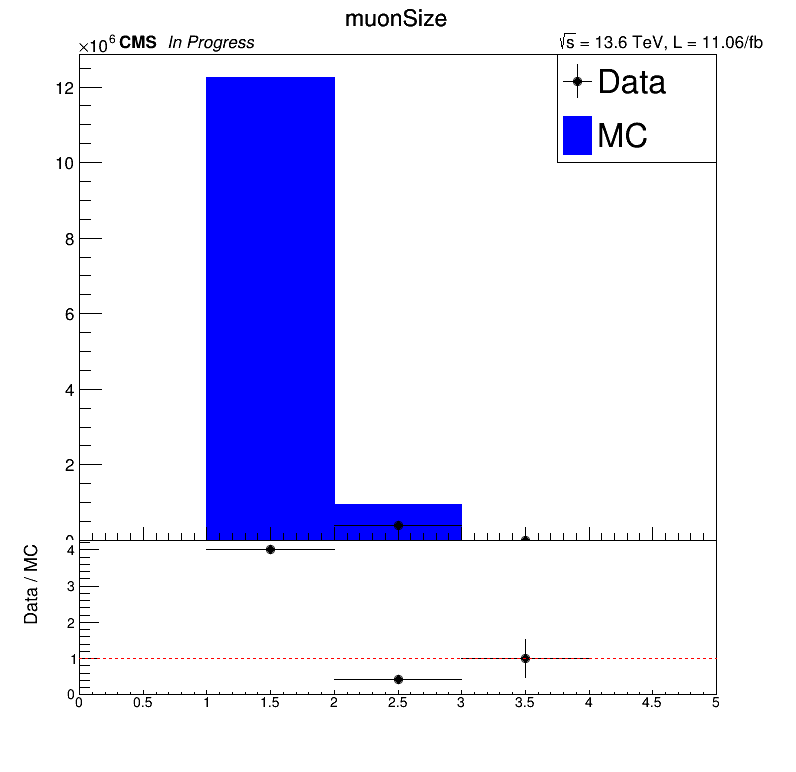 muonSize
×10⁶ CMS In Progress √s = 13.6 TeV, L = 11.06/fb
Data
MC
12
10
8
6
4
2
0
Data / MC
4
3
2
1
0
0 0.5 1 1.5 2 2.5 3 3.5 4 4.5 5